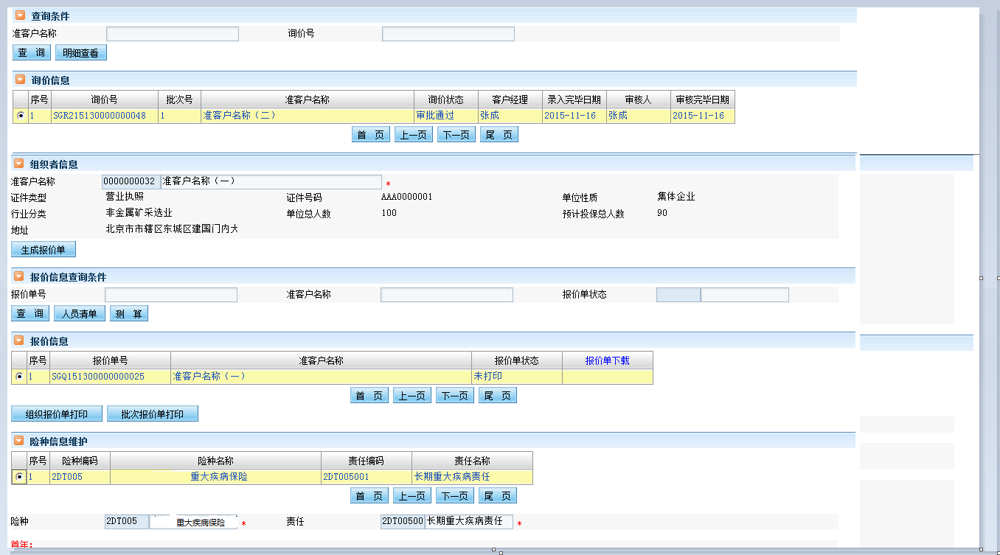 查询条件
准客户名称 询价号
查 询 明细查看
询价信息
序号 询价号 批次号 准客户名称 询价状态 客户经理 录入完毕日期 审核人 审核完毕日期
1 SGR215130000000048 1 准客户名称（二） 审批通过 张成 2015-11-16 张成 2015-11-16
首 页 上一页 下一页 尾 页
组织者信息
准客户名称 0000000032 准客户名称（一） *
证件类型 营业执照 证件号码 AAA0000001 单位性质 集体企业
行业分类 非金属矿采选业 单位总人数 100 预计投保总人数 90
地址 北京市市辖区东城区建国门内大
生成报价单
报价信息查询条件
报价单号 准客户名称 报价单状态
查 询 人员清单 测 算
报价信息
序号 报价单号 准客户名称 报价单状态 报价单下载
1 SGQ151300000000025 准客户名称（一） 未打印
首 页 上一页 下一页 尾 页
组织报价单打印 批次报价单打印
险种信息维护
序号 险种编码 险种名称 责任编码 责任名称
1 2DT005 重大疾病保险 2DT005001 长期重大疾病责任
首 页 上一页 下一页 尾 页
险种 2DT005 重大疾病保险 * 责任 2DT00500 长期重大疾病责任 *
首年: